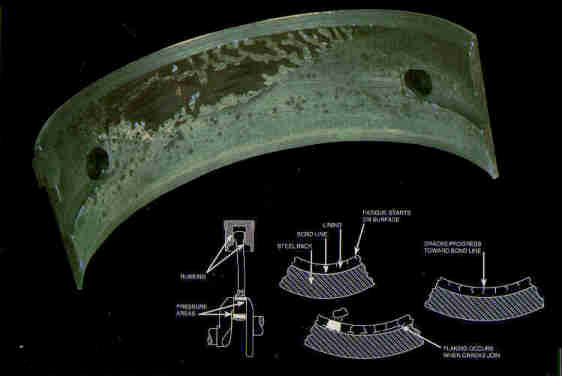 FATIGUE STARTS
ON SURFACE
LINING
BOND LINE
STEEL BACK
CRACKS PROGRESS
TOWARD BOND LINE
RUBBING
PRESSURE
AREAS
FLAKING OCCURS
WHEN CRACKS JOIN